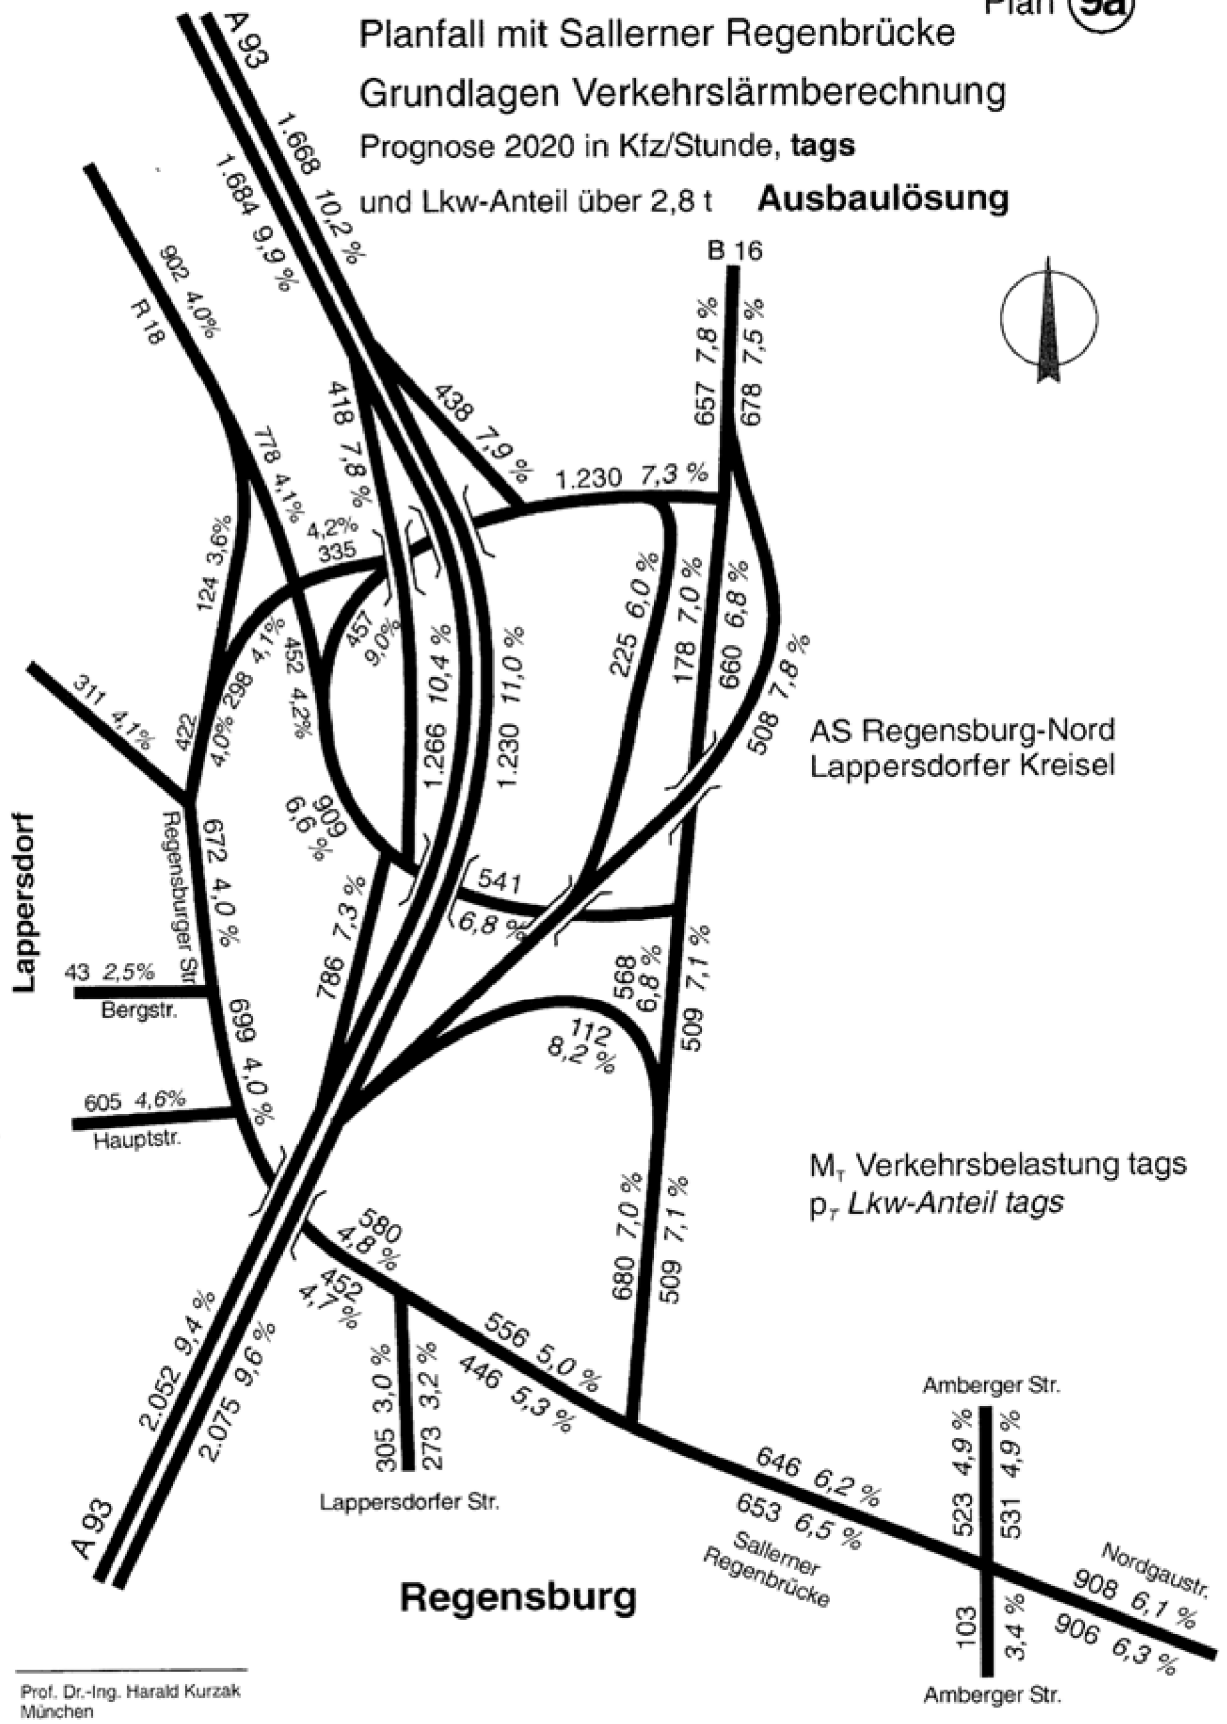 Plan 9a
Planfall mit Sallerner Regenbrücke
Grundlagen Verkehrslärmberechnung
Prognose 2020 in Kfz/Stunde, tags
und Lkw-Anteil über 2,8 t Ausbaulösung
A 93
1.668 10,2 %
1.684 9,9 %
902 4,0%
R 18
B 16
657 7,8 %
678 7,5 %
418 7,8 %
438 7,9 %
1.230 7,3 %
778 4,1%
4,2%
335
124 3,6%
457
9,0%
298 4,1%
452 4,2%
422
4,0%
311 4,1%
1.266 10,4 %
1.230 11,0 %
225 6,0 %
178 7,0 %
660 6,8 %
508 7,8 %
AS Regensburg-Nord
Lappersdorfer Kreisel
Lappersdorf
Regensburger Str
672 4,0 %
909
6,6 %
541
6,8 %
786 7,3 %
568
6,8 %
509 7,1 %
43 2,5%
Bergstr.
699 4,0 %
112
8,2 %
605 4,6%
Hauptstr.
MT Verkehrsbelastung tags
pT Lkw-Anteil tags
580
4,8 %
452
4,7 %
680 7,0 %
509 7,1 %
2.052 9,4 %
2.075 9,6 %
556 5,0 %
446 5,3 %
305 3,0 %
273 3,2 %
Lappersdorfer Str.
A 93
Amberger Str.
523 4,9 %
531 4,9 %
646 6,2 %
653 6,5 %
Sallerner
Regenbrücke
Nordgaustr.
908 6,1 %
906 6,3 %
103
3,4 %
Amberger Str.
Regensburg
Prof. Dr.-Ing. Harald Kurzak
München